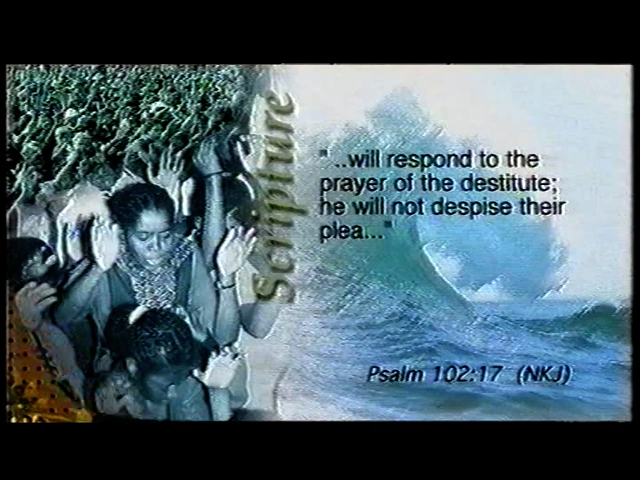 Scripture
"...will respond to the
prayer of the destitute;
he will not despise their
plea..."
Psalm 102:17 (NKJ)